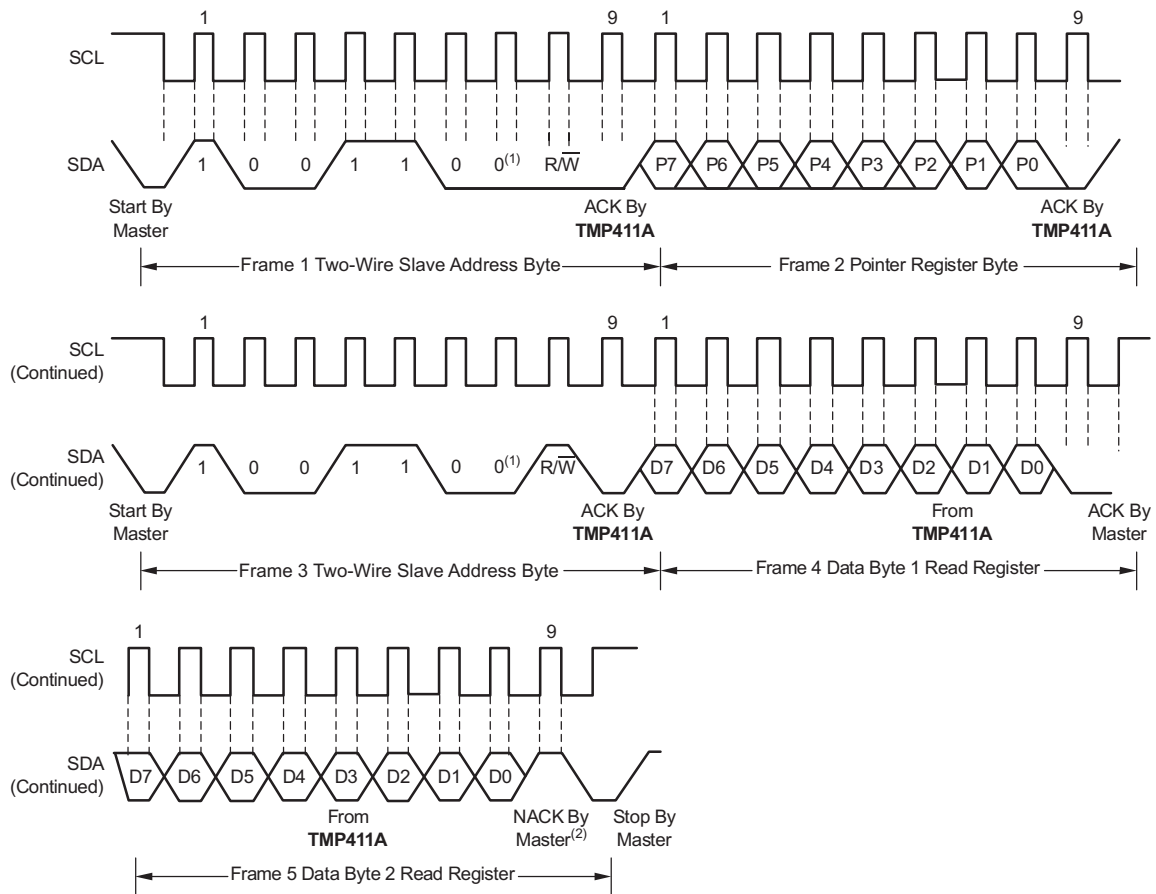 1 9 1 9
SCL
SDA 1 0 0 1 1 0 0(1) R/W̅ P7 P6 P5 P4 P3 P2 P1 P0
Start By Master
ACK By TMP411A
ACK By TMP411A
Frame 1 Two-Wire Slave Address Byte
Frame 2 Pointer Register Byte
1 9 1 9
SCL (Continued)
SDA (Continued) 1 0 0 1 1 0 0(1) R/W̅ D7 D6 D5 D4 D3 D2 D1 D0
Start By Master
ACK By TMP411A
From TMP411A
ACK By Master
Frame 3 Two-Wire Slave Address Byte
Frame 4 Data Byte 1 Read Register
1 9
SCL (Continued)
SDA (Continued) D7 D6 D5 D4 D3 D2 D1 D0
From TMP411A
NACK By Master(2)
Stop By Master
Frame 5 Data Byte 2 Read Register